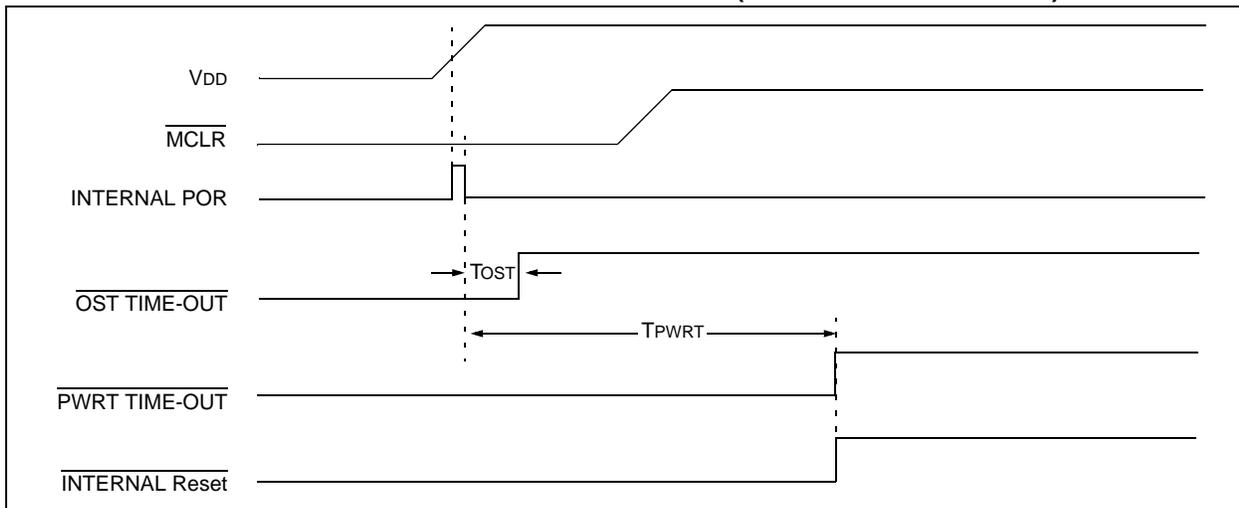 VDD
MCLR
INTERNAL POR
TOST
OST TIME-OUT
TPWRT
PWRT TIME-OUT
INTERNAL Reset